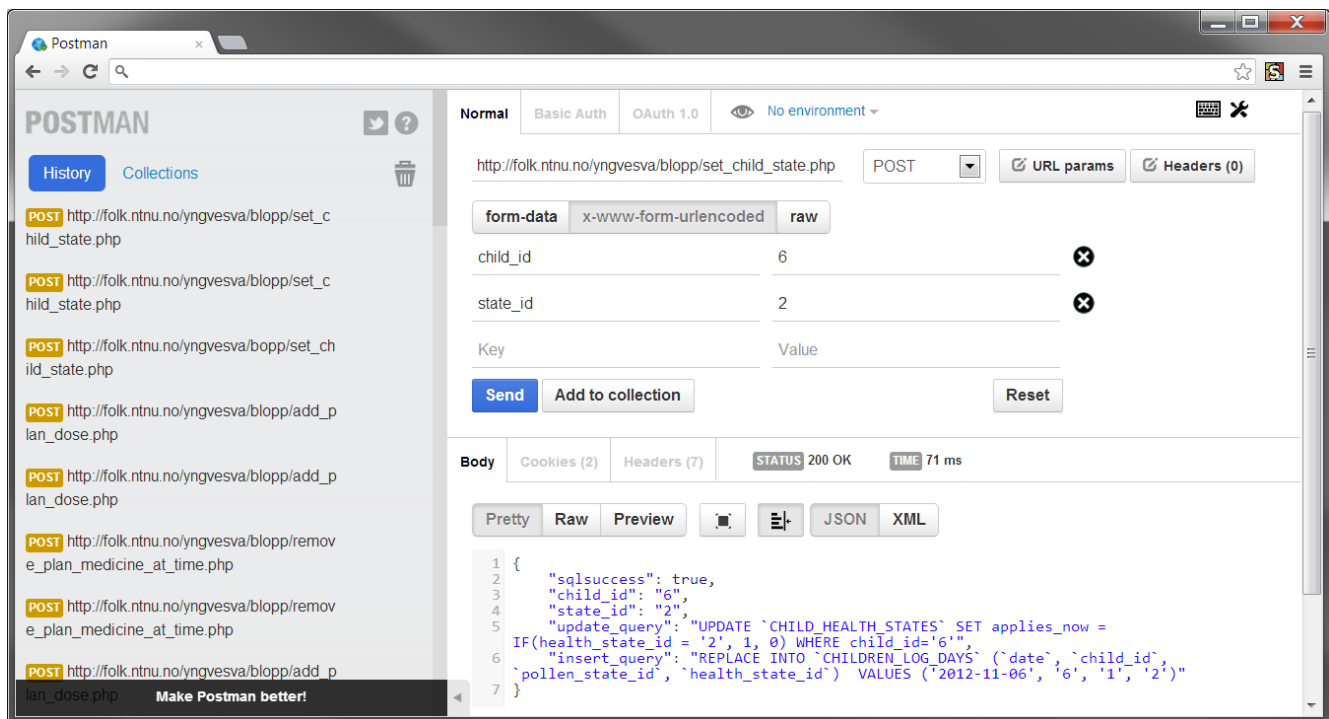 Postman
POSTMAN
History Collections
POST http://folk.ntnu.no/yngvesva/blopp/set_c
hild_state.php
POST http://folk.ntnu.no/yngvesva/blopp/set_c
hild_state.php
POST http://folk.ntnu.no/yngvesva/bopp/set_ch
ild_state.php
POST http://folk.ntnu.no/yngvesva/blopp/add_p
lan_dose.php
POST http://folk.ntnu.no/yngvesva/blopp/add_p
lan_dose.php
POST http://folk.ntnu.no/yngvesva/blopp/remov
e_plan_medicine_at_time.php
POST http://folk.ntnu.no/yngvesva/blopp/remov
e_plan_medicine_at_time.php
POST http://folk.ntnu.no/yngvesva/blopp/add_p
lan_dose.php
Make Postman better!
Normal Basic Auth OAuth 1.0 No environment
http://folk.ntnu.no/yngvesva/blopp/set_child_state.php POST URL params Headers (0)
form-data x-www-form-urlencoded raw
child_id 6
state_id 2
Key Value
Send Add to collection Reset
Body Cookies (2) Headers (7) STATUS 200 OK TIME 71 ms
Pretty Raw Preview JSON XML
1 {
2 "sqlsuccess": true,
3 "child_id": "6",
4 "state_id": "2",
5 "update_query": "UPDATE `CHILD_HEALTH_STATES` SET applies_now =
IF(health_state_id = '2', 1, 0) WHERE child_id='6'",
6 "insert_query": "REPLACE INTO `CHILDREN_LOG_DAYS` (`date`, `child_id`,
`pollen_state_id`, `health_state_id`)  VALUES ('2012-11-06', '6', '1', '2')"
7 }